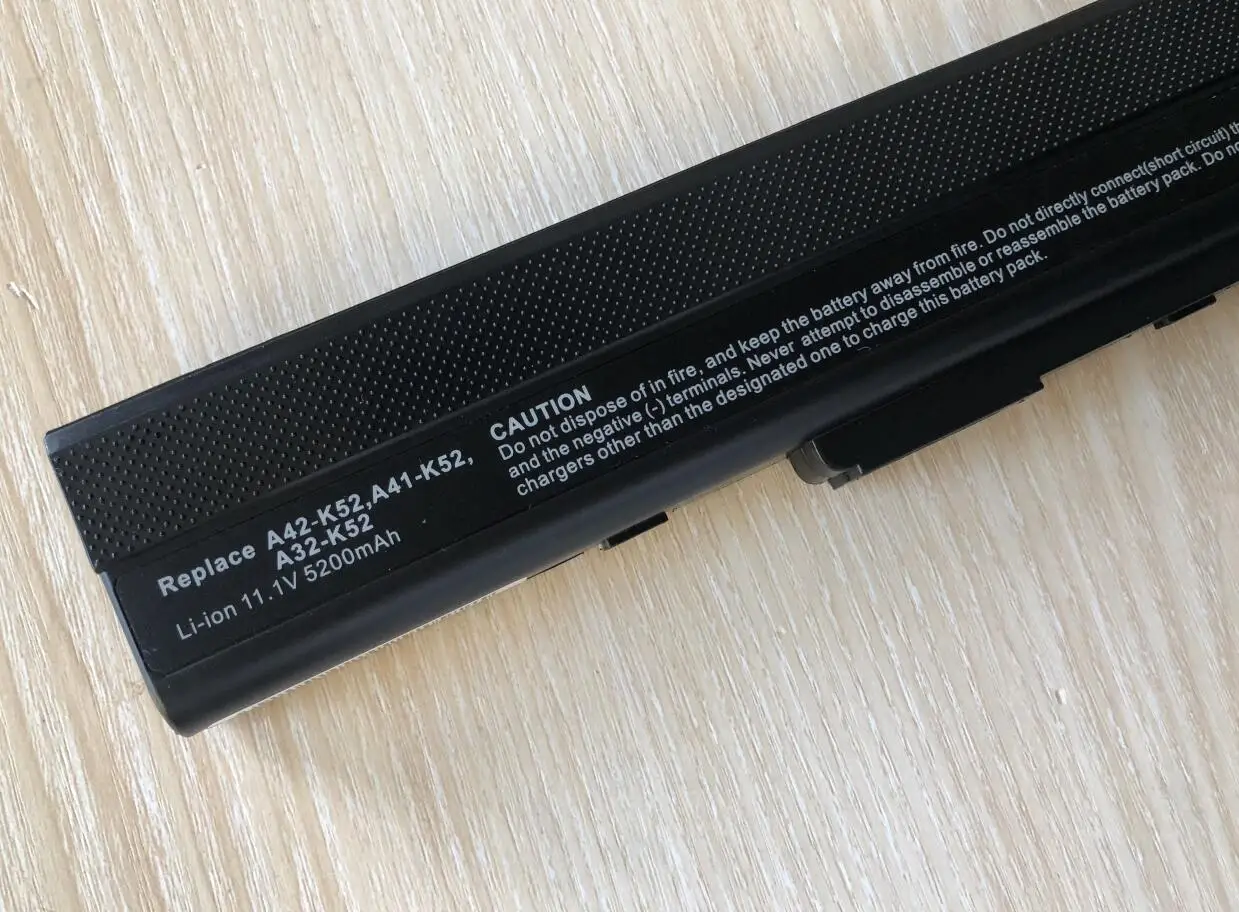 Replace A42-K52,A41-K52,
A32-K52
Li-ion 11.1V 5200mAh
CAUTION
Do not dispose of in fire, and keep the battery away from fire. Do not directly connect(short circuit)
and the negative (-) terminals. Never attempt to disassemble or reassemble the battery pack. Do
chargers other than the designated one to charge this battery pack.